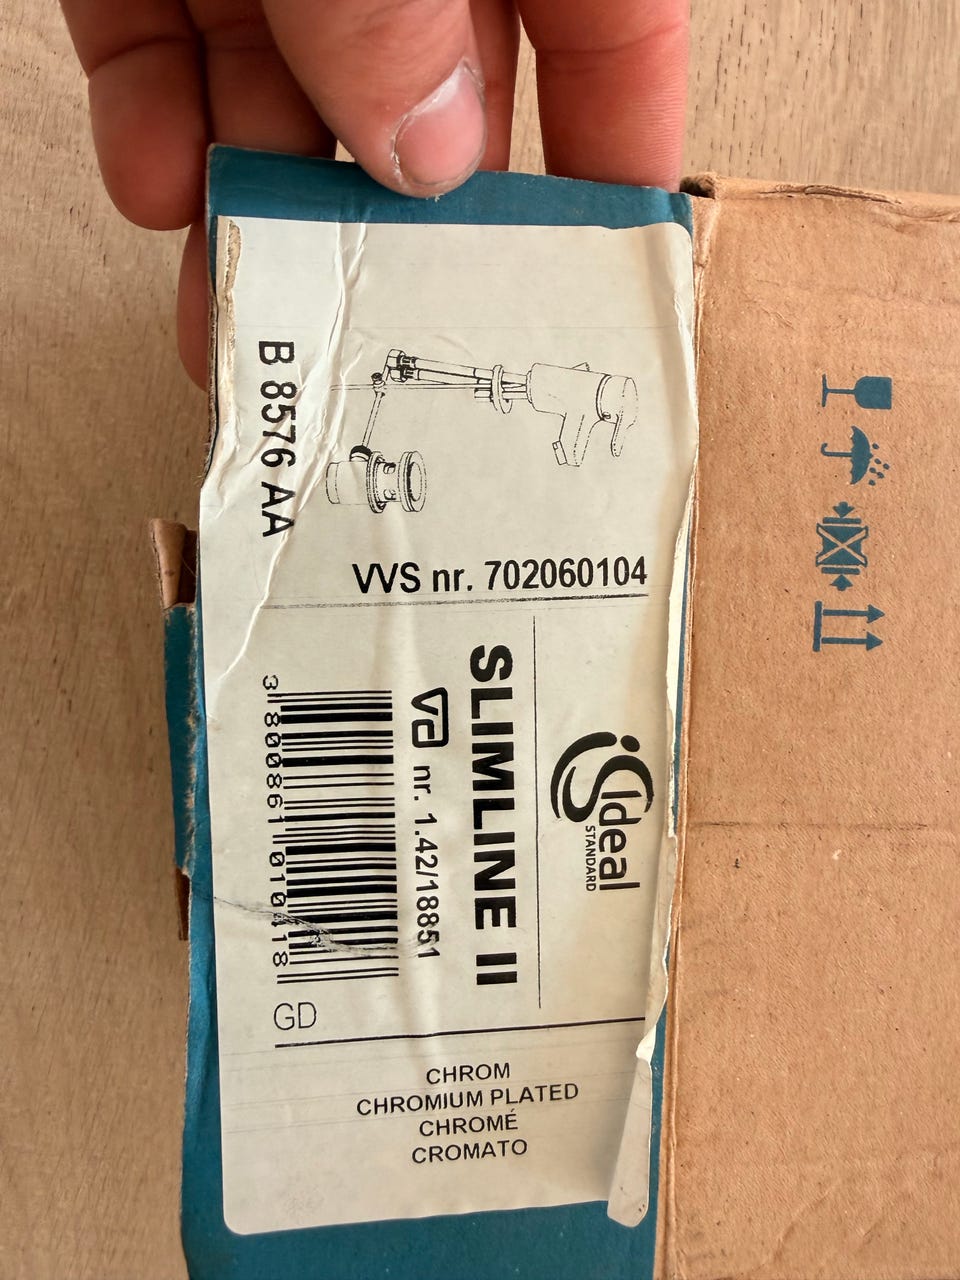 B 8576 AA
VVS nr. 702060104
Ideal
STANDARD
SLIMLINE II
va nr. 1.42/18851
3 800861 010418
GD
CHROM
CHROMIUM PLATED
CHROMÉ
CROMATO